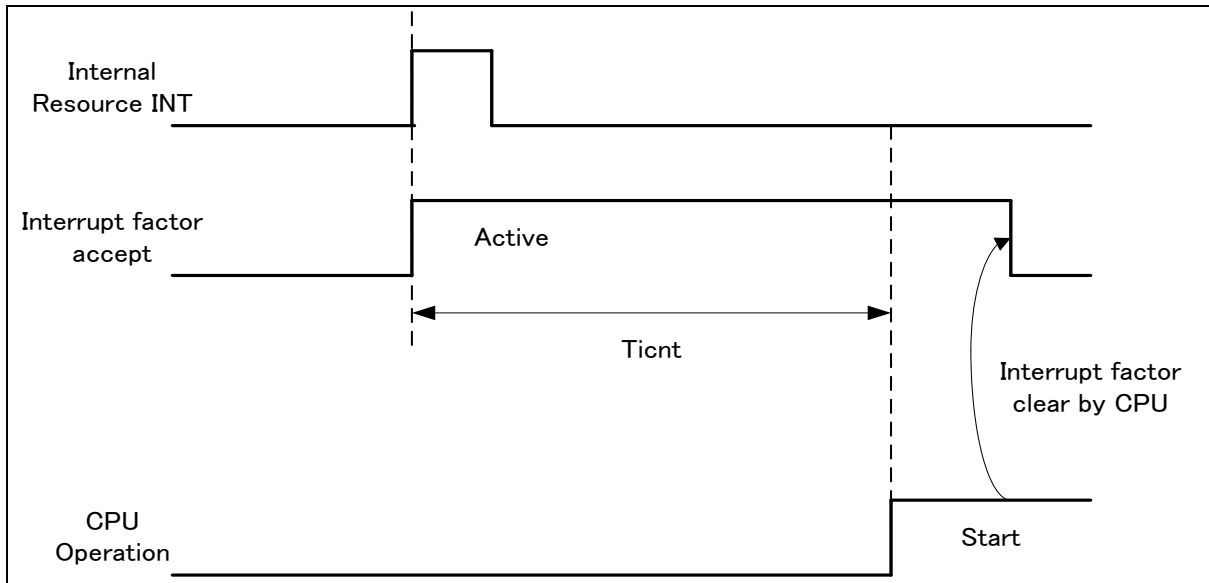 Internal
Resource INT
Interrupt factor
accept
Active
Ticnt
Interrupt factor
clear by CPU
CPU
Operation
Start